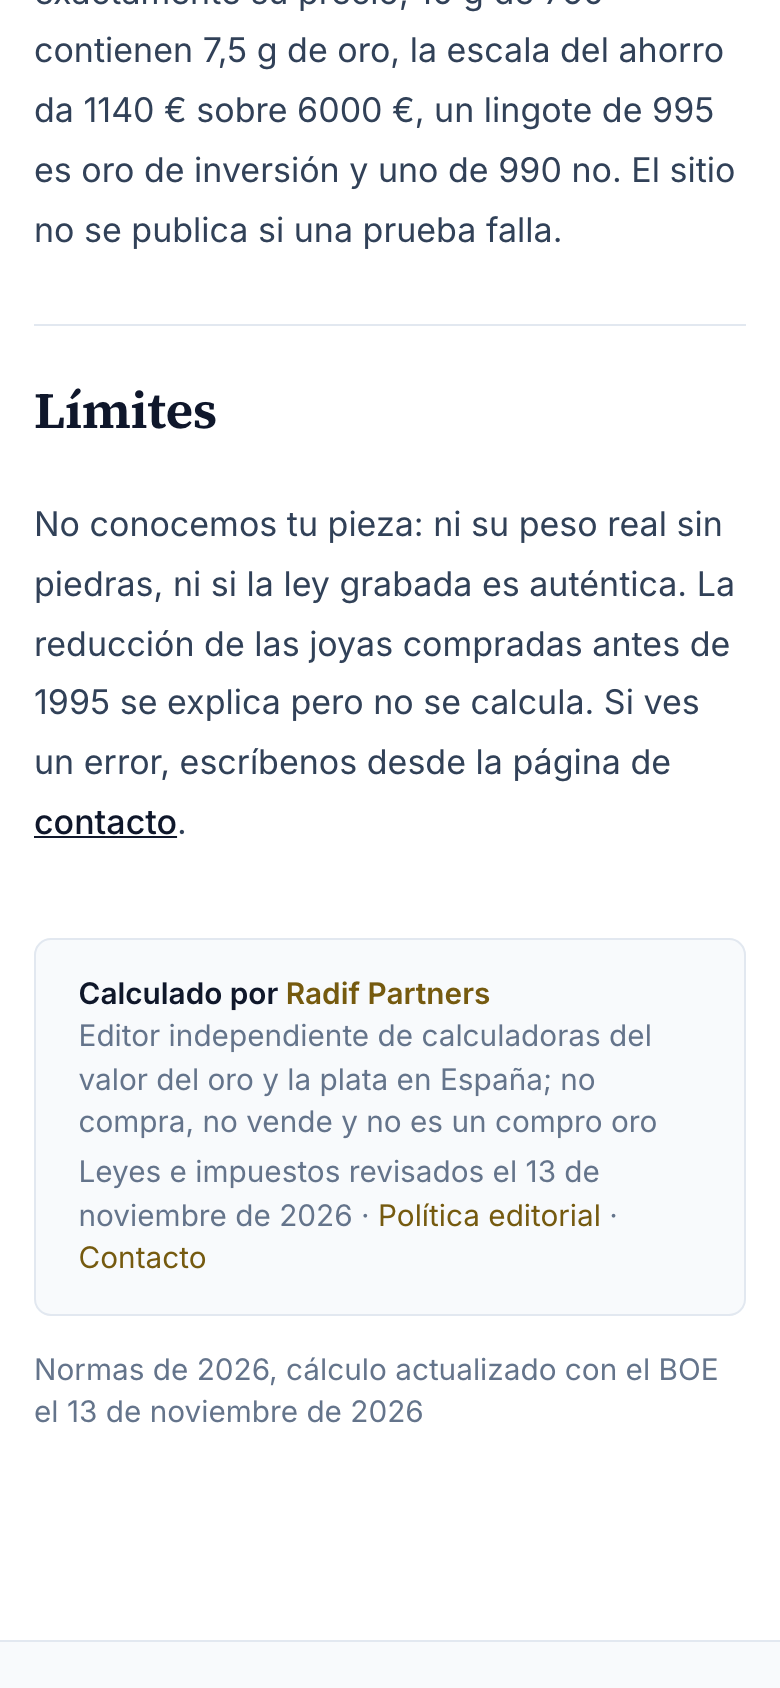 contienen 7,5 g de oro, la escala del ahorro
da 1140 € sobre 6000 €, un lingote de 995
es oro de inversión y uno de 990 no. El sitio
no se publica si una prueba falla.
Límites
No conocemos tu pieza: ni su peso real sin
piedras, ni si la ley grabada es auténtica. La
reducción de las joyas compradas antes de
1995 se explica pero no se calcula. Si ves
un error, escríbenos desde la página de
contacto.
Calculado por Radif Partners
Editor independiente de calculadoras del
valor del oro y la plata en España; no
compra, no vende y no es un compro oro
Leyes e impuestos revisados el 13 de
noviembre de 2026 · Política editorial ·
Contacto
Normas de 2026, cálculo actualizado con el BOE
el 13 de noviembre de 2026